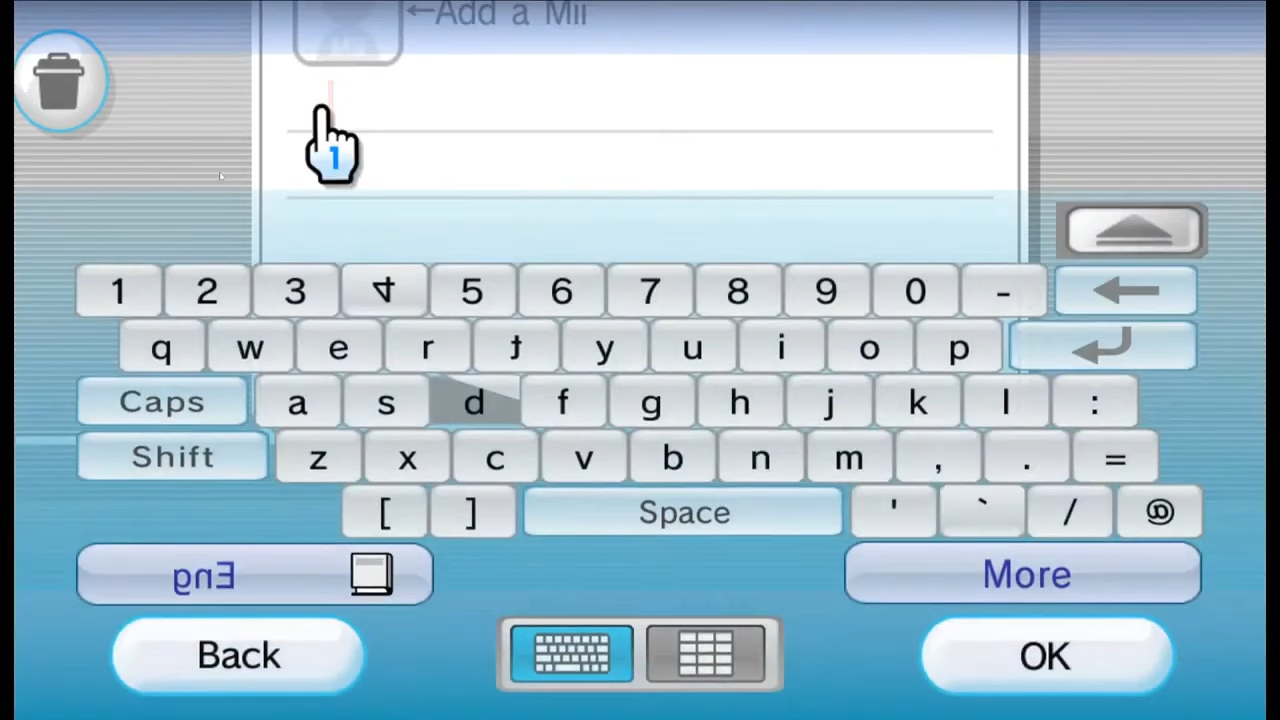 ←Add a Mii
1
1 2 3 4 5 6 7 8 9 0 -
q w e r t y u i o p
Caps a s d f g h j k l :
Shift z x c v b n m , . =
[ ] Space ' ` / @
Eng More
Back OK